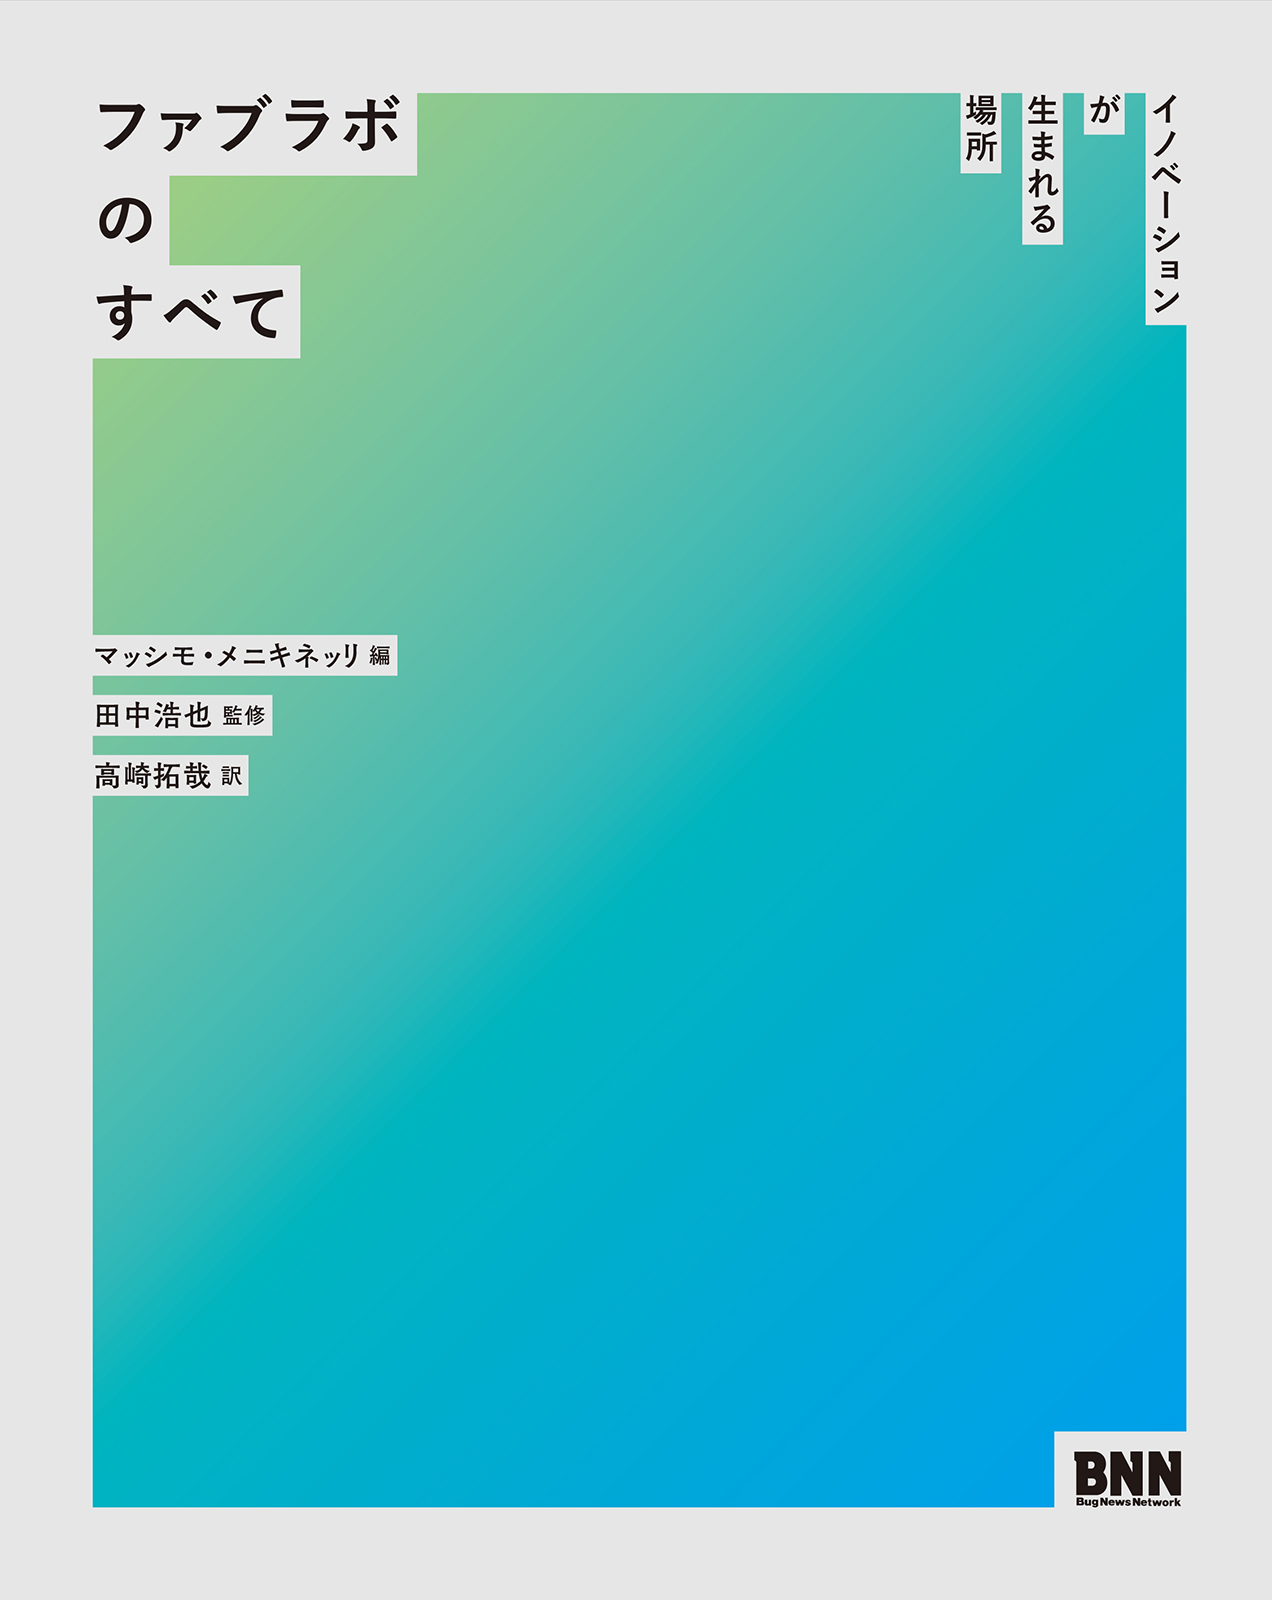 ファブラボ
の
すべて
イノベーション
が
生まれる
場所
マッシモ・メニキネッリ 編
田中浩也 監修
高崎拓哉 訳
BNN
Bug News Network